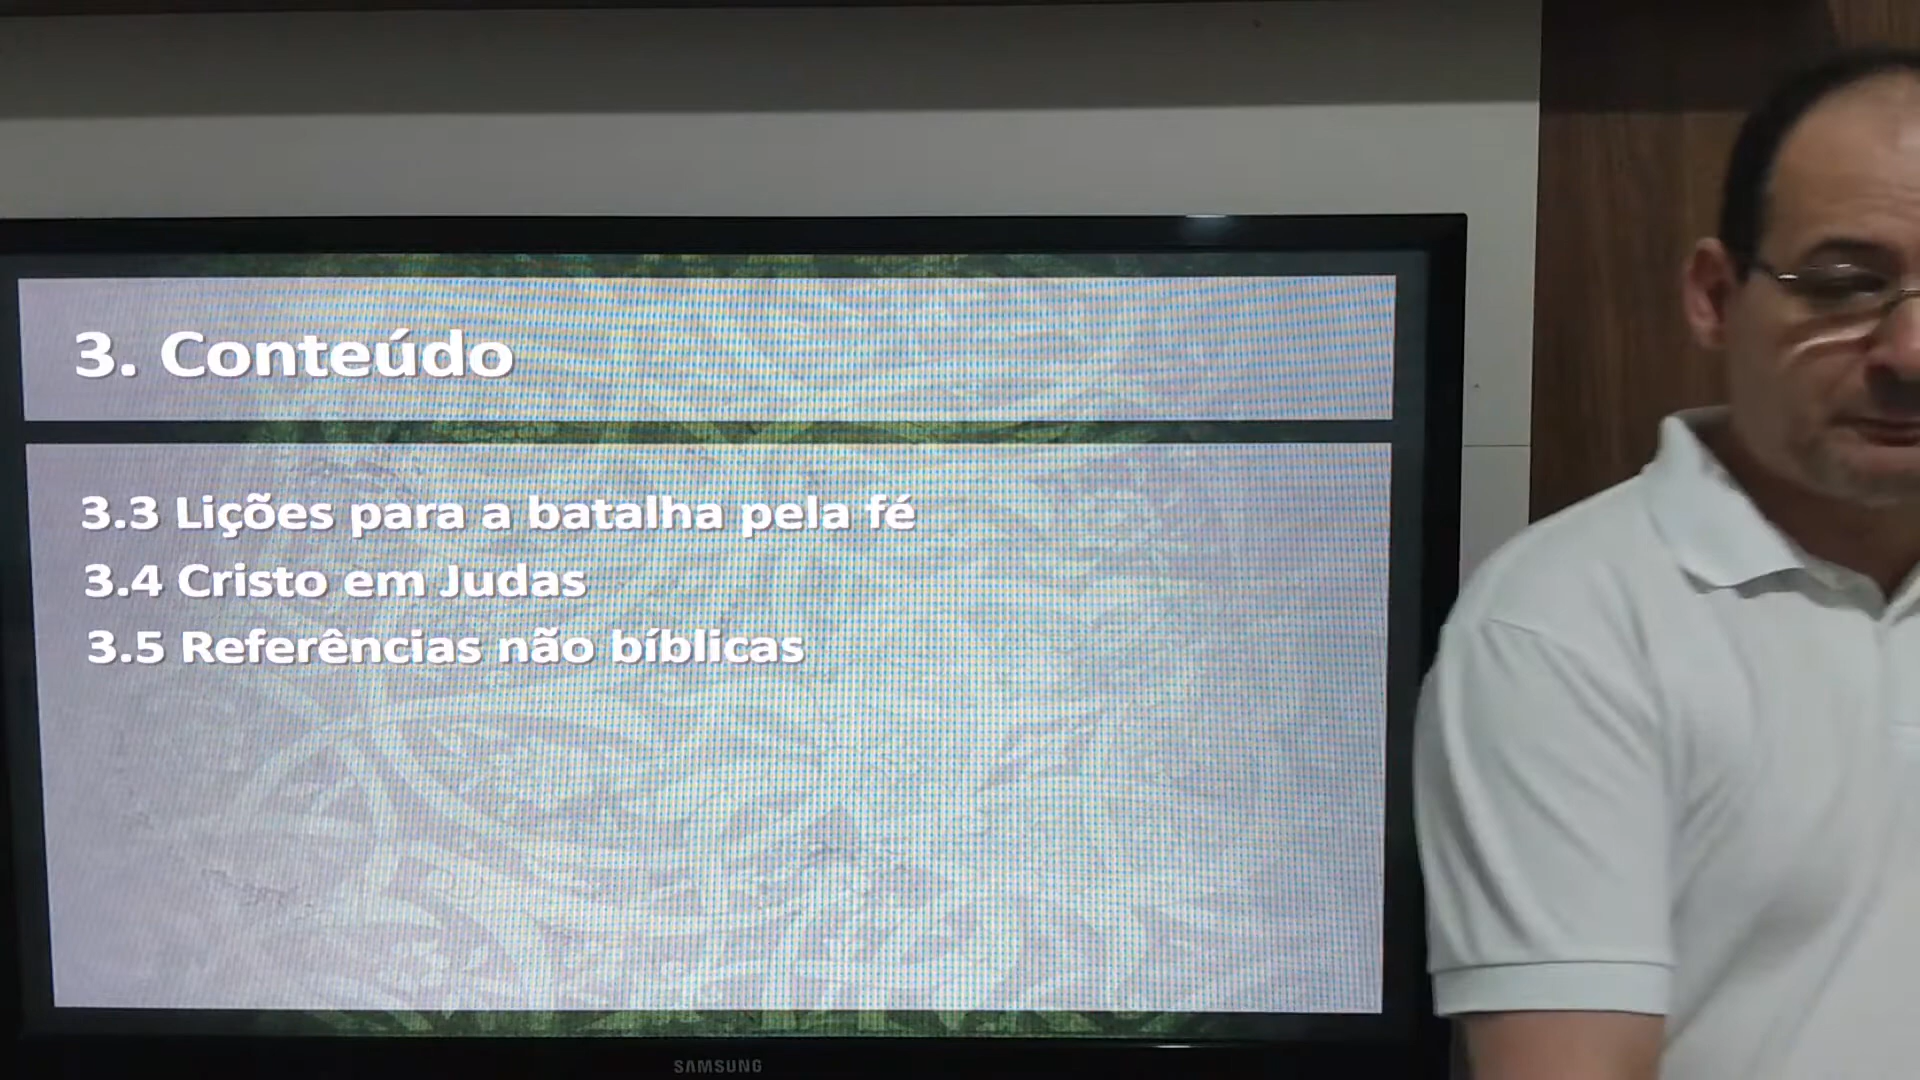 3. Conteúdo
3.3 Lições para a batalha pela fé
3.4 Cristo em Judas
3.5 Referências não bíblicas
SAMSUNG